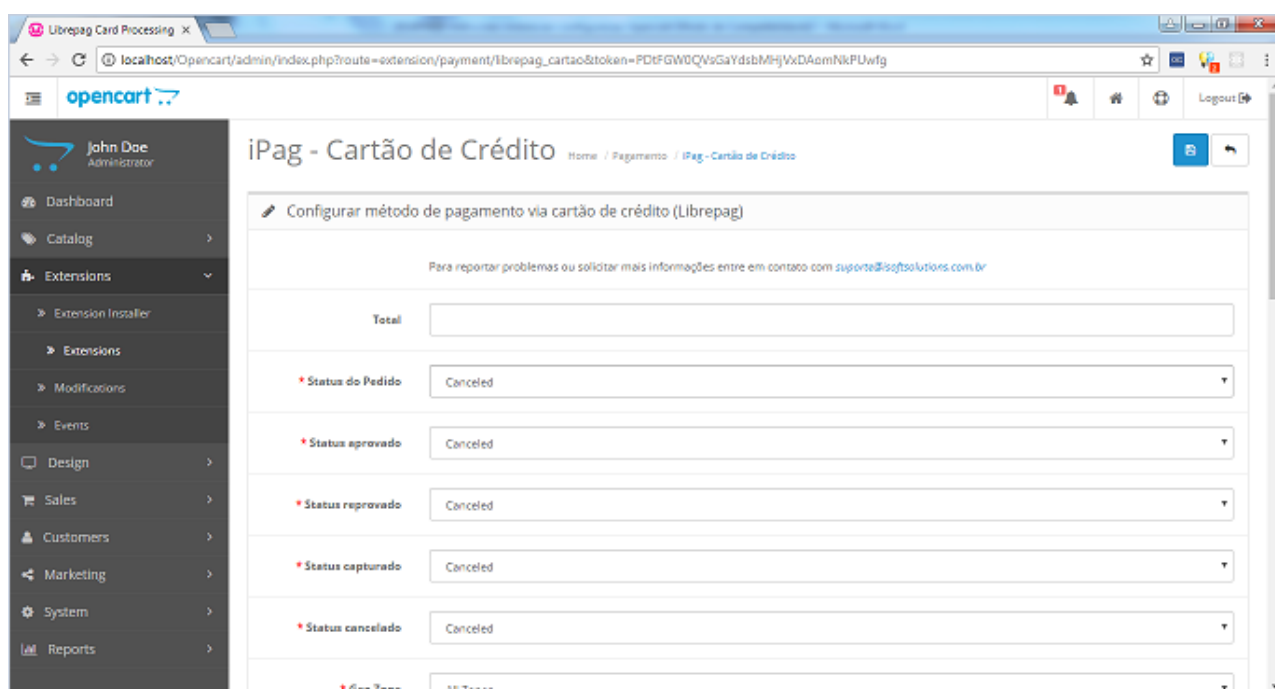 Librepag Card Processing
localhost/Opencart/admin/index.php?route=extension/payment/librepag_cartao&token=PDtFGW0QVsGaYdsbMHjVxDAomNkPUwfg
opencart
1
Logout
John Doe
Administrator
iPag - Cartão de Crédito
Home / Pagamento / iPag - Cartão de Crédito
Dashboard
Catalog
Extensions
Extension Installer
Extensions
Modifications
Events
Design
Sales
Customers
Marketing
System
Reports
Configurar método de pagamento via cartão de crédito (Librepag)
Para reportar problemas ou solicitar mais informações entre em contato com suporte@isoftsolutions.com.br
Total
* Status do Pedido Canceled
* Status aprovado Canceled
* Status reprovado Canceled
* Status capturado Canceled
* Status cancelado Canceled